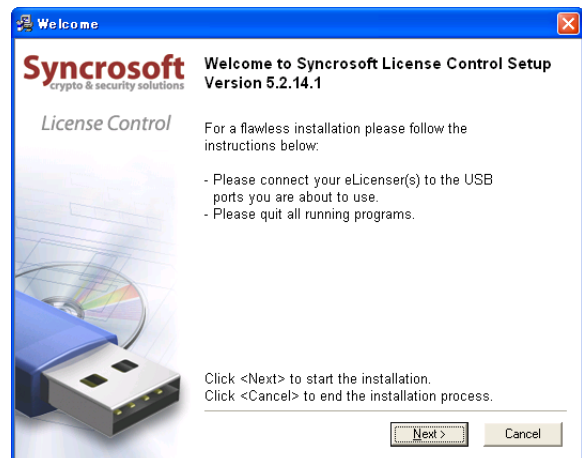 Welcome
Syncrosoft
crypto & security solutions
License Control
Welcome to Syncrosoft License Control Setup
Version 5.2.14.1
For a flawless installation please follow the
instructions below:
- Please connect your eLicenser(s) to the USB
ports you are about to use.
- Please quit all running programs.
Click <Next> to start the installation.
Click <Cancel> to end the installation process.
Next >
Cancel